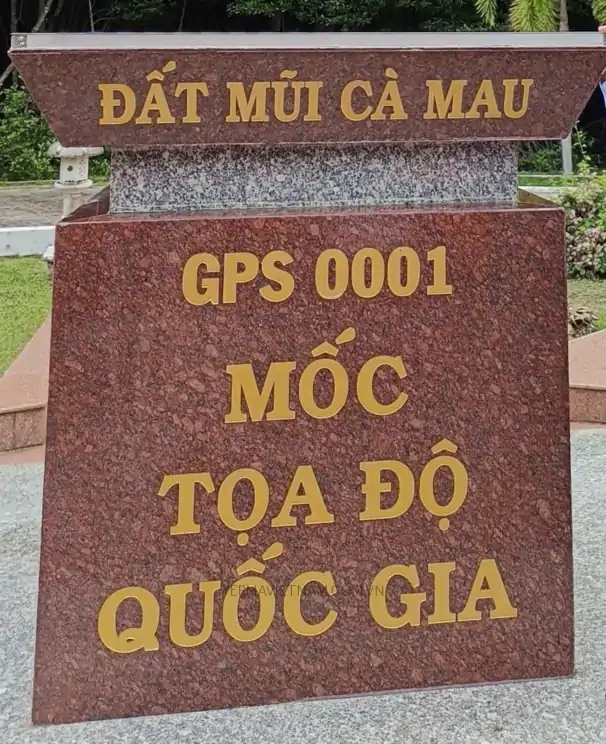 ĐẤT MŨI CÀ MAU
GPS 0001
MỐC
TỌA ĐỘ
QUỐC GIA